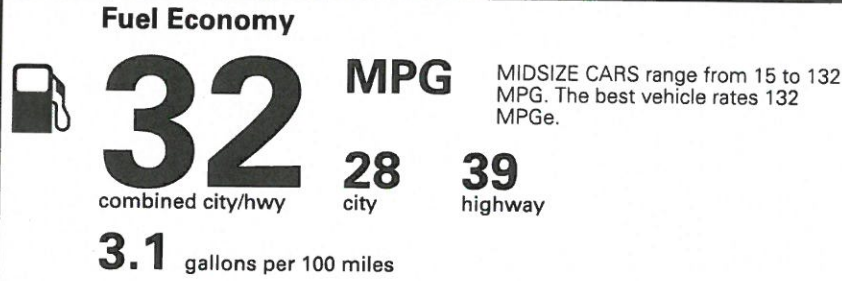 Fuel Economy
32 MPG
MIDSIZE CARS range from 15 to 132
MPG. The best vehicle rates 132
MPGe.
combined city/hwy
28
city
39
highway
3.1 gallons per 100 miles